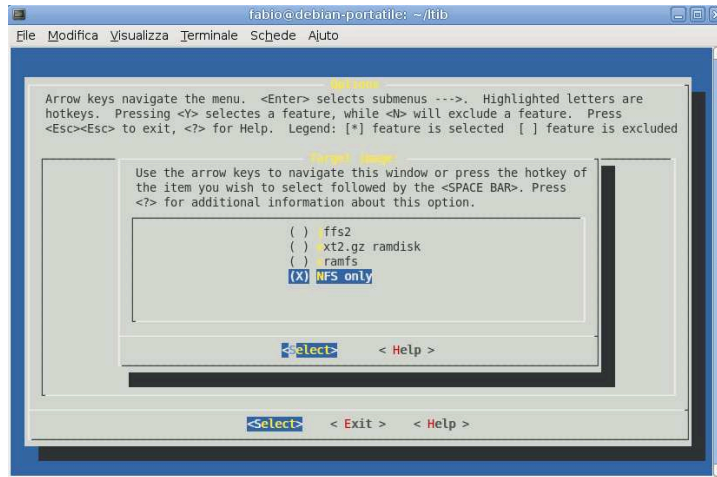 fabio@debian-portatile: ~/ltib
File Modifica Visualizza Terminale Schede Aiuto
Options
Arrow keys navigate the menu. <Enter> selects submenus --->. Highlighted letters are
hotkeys. Pressing <Y> selectes a feature, while <N> will exclude a feature. Press
<Esc><Esc> to exit, <?> for Help. Legend: [*] feature is selected [ ] feature is excluded
Target Image:
Use the arrow keys to navigate this window or press the hotkey of
the item you wish to select followed by the <SPACE BAR>. Press
<?> for additional information about this option.
( ) jffs2
( ) ext2.gz ramdisk
( ) cramfs
(X) NFS only
<Select> < Help >
<Select> < Exit > < Help >